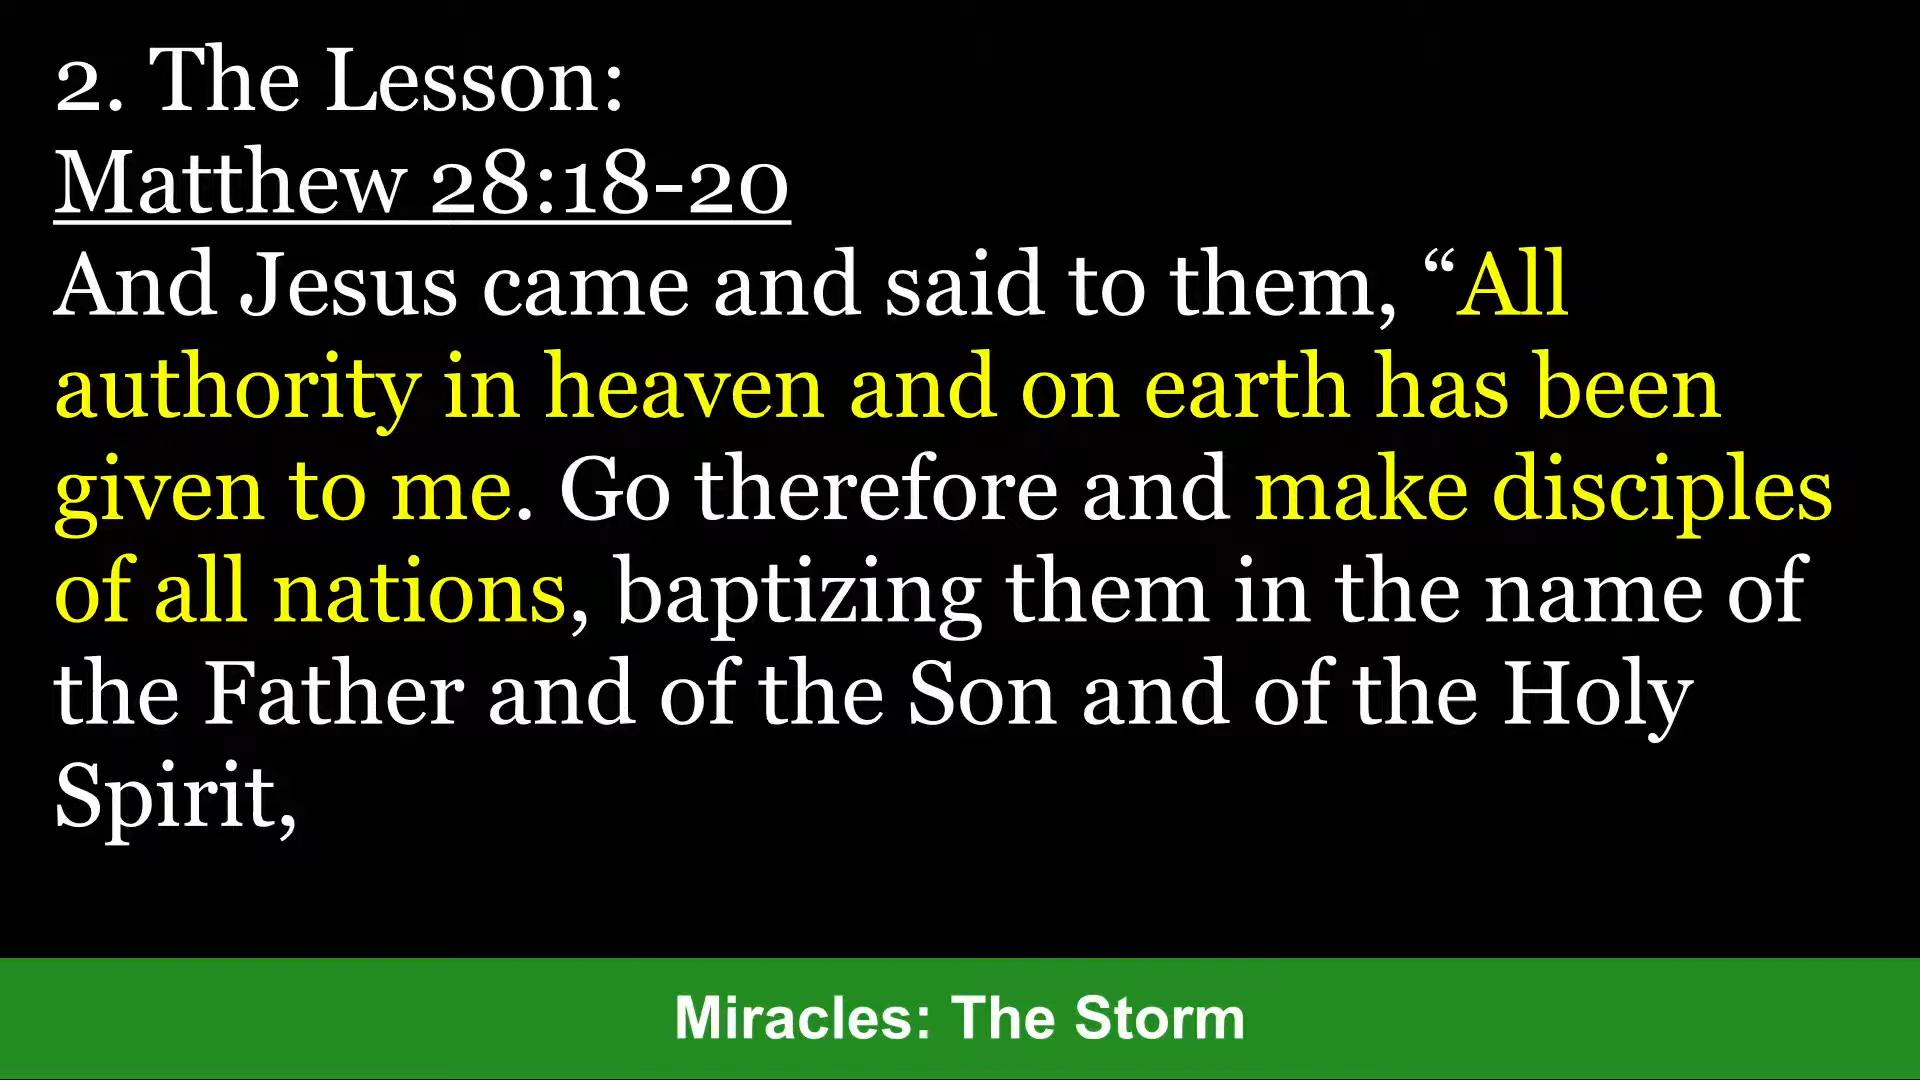 2. The Lesson:
Matthew 28:18-20
And Jesus came and said to them, “All
authority in heaven and on earth has been
given to me. Go therefore and make disciples
of all nations, baptizing them in the name of
the Father and of the Son and of the Holy
Spirit,
Miracles: The Storm